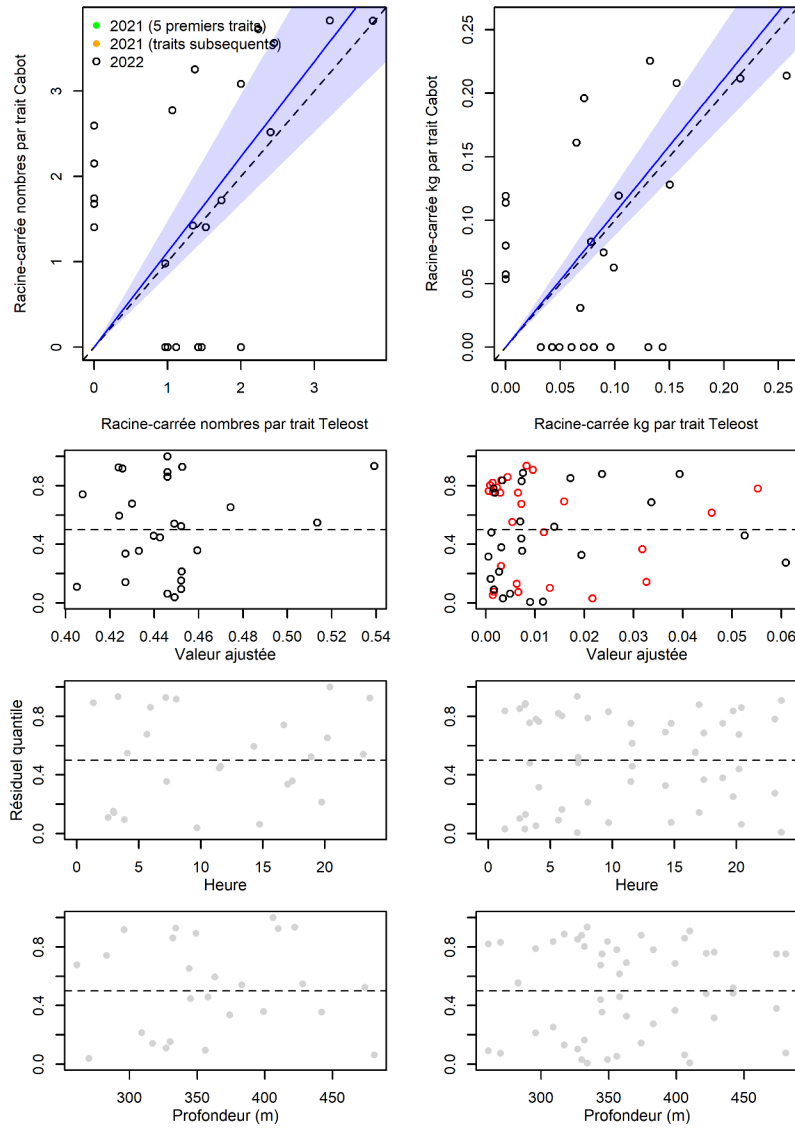 2021 (5 premiers traits)
2021 (traits subsequents)
2022
Racine-carrée nombres par trait Cabot
0 1 2 3
0 1 2 3
Racine-carrée nombres par trait Teleost
Racine-carrée kg par trait Cabot
0.00 0.05 0.10 0.15 0.20 0.25
0.00 0.05 0.10 0.15 0.20 0.25
Racine-carrée kg par trait Teleost
0.0 0.4 0.8
0.40 0.42 0.44 0.46 0.48 0.50 0.52 0.54
Valeur ajustée
0.0 0.4 0.8
0.00 0.01 0.02 0.03 0.04 0.05 0.06
Valeur ajustée
Résiduel quantile
0.0 0.4 0.8
0 5 10 15 20
Heure
0.0 0.4 0.8
0 5 10 15 20
Heure
0.0 0.4 0.8
300 350 400 450
Profondeur (m)
0.0 0.4 0.8
300 350 400 450
Profondeur (m)